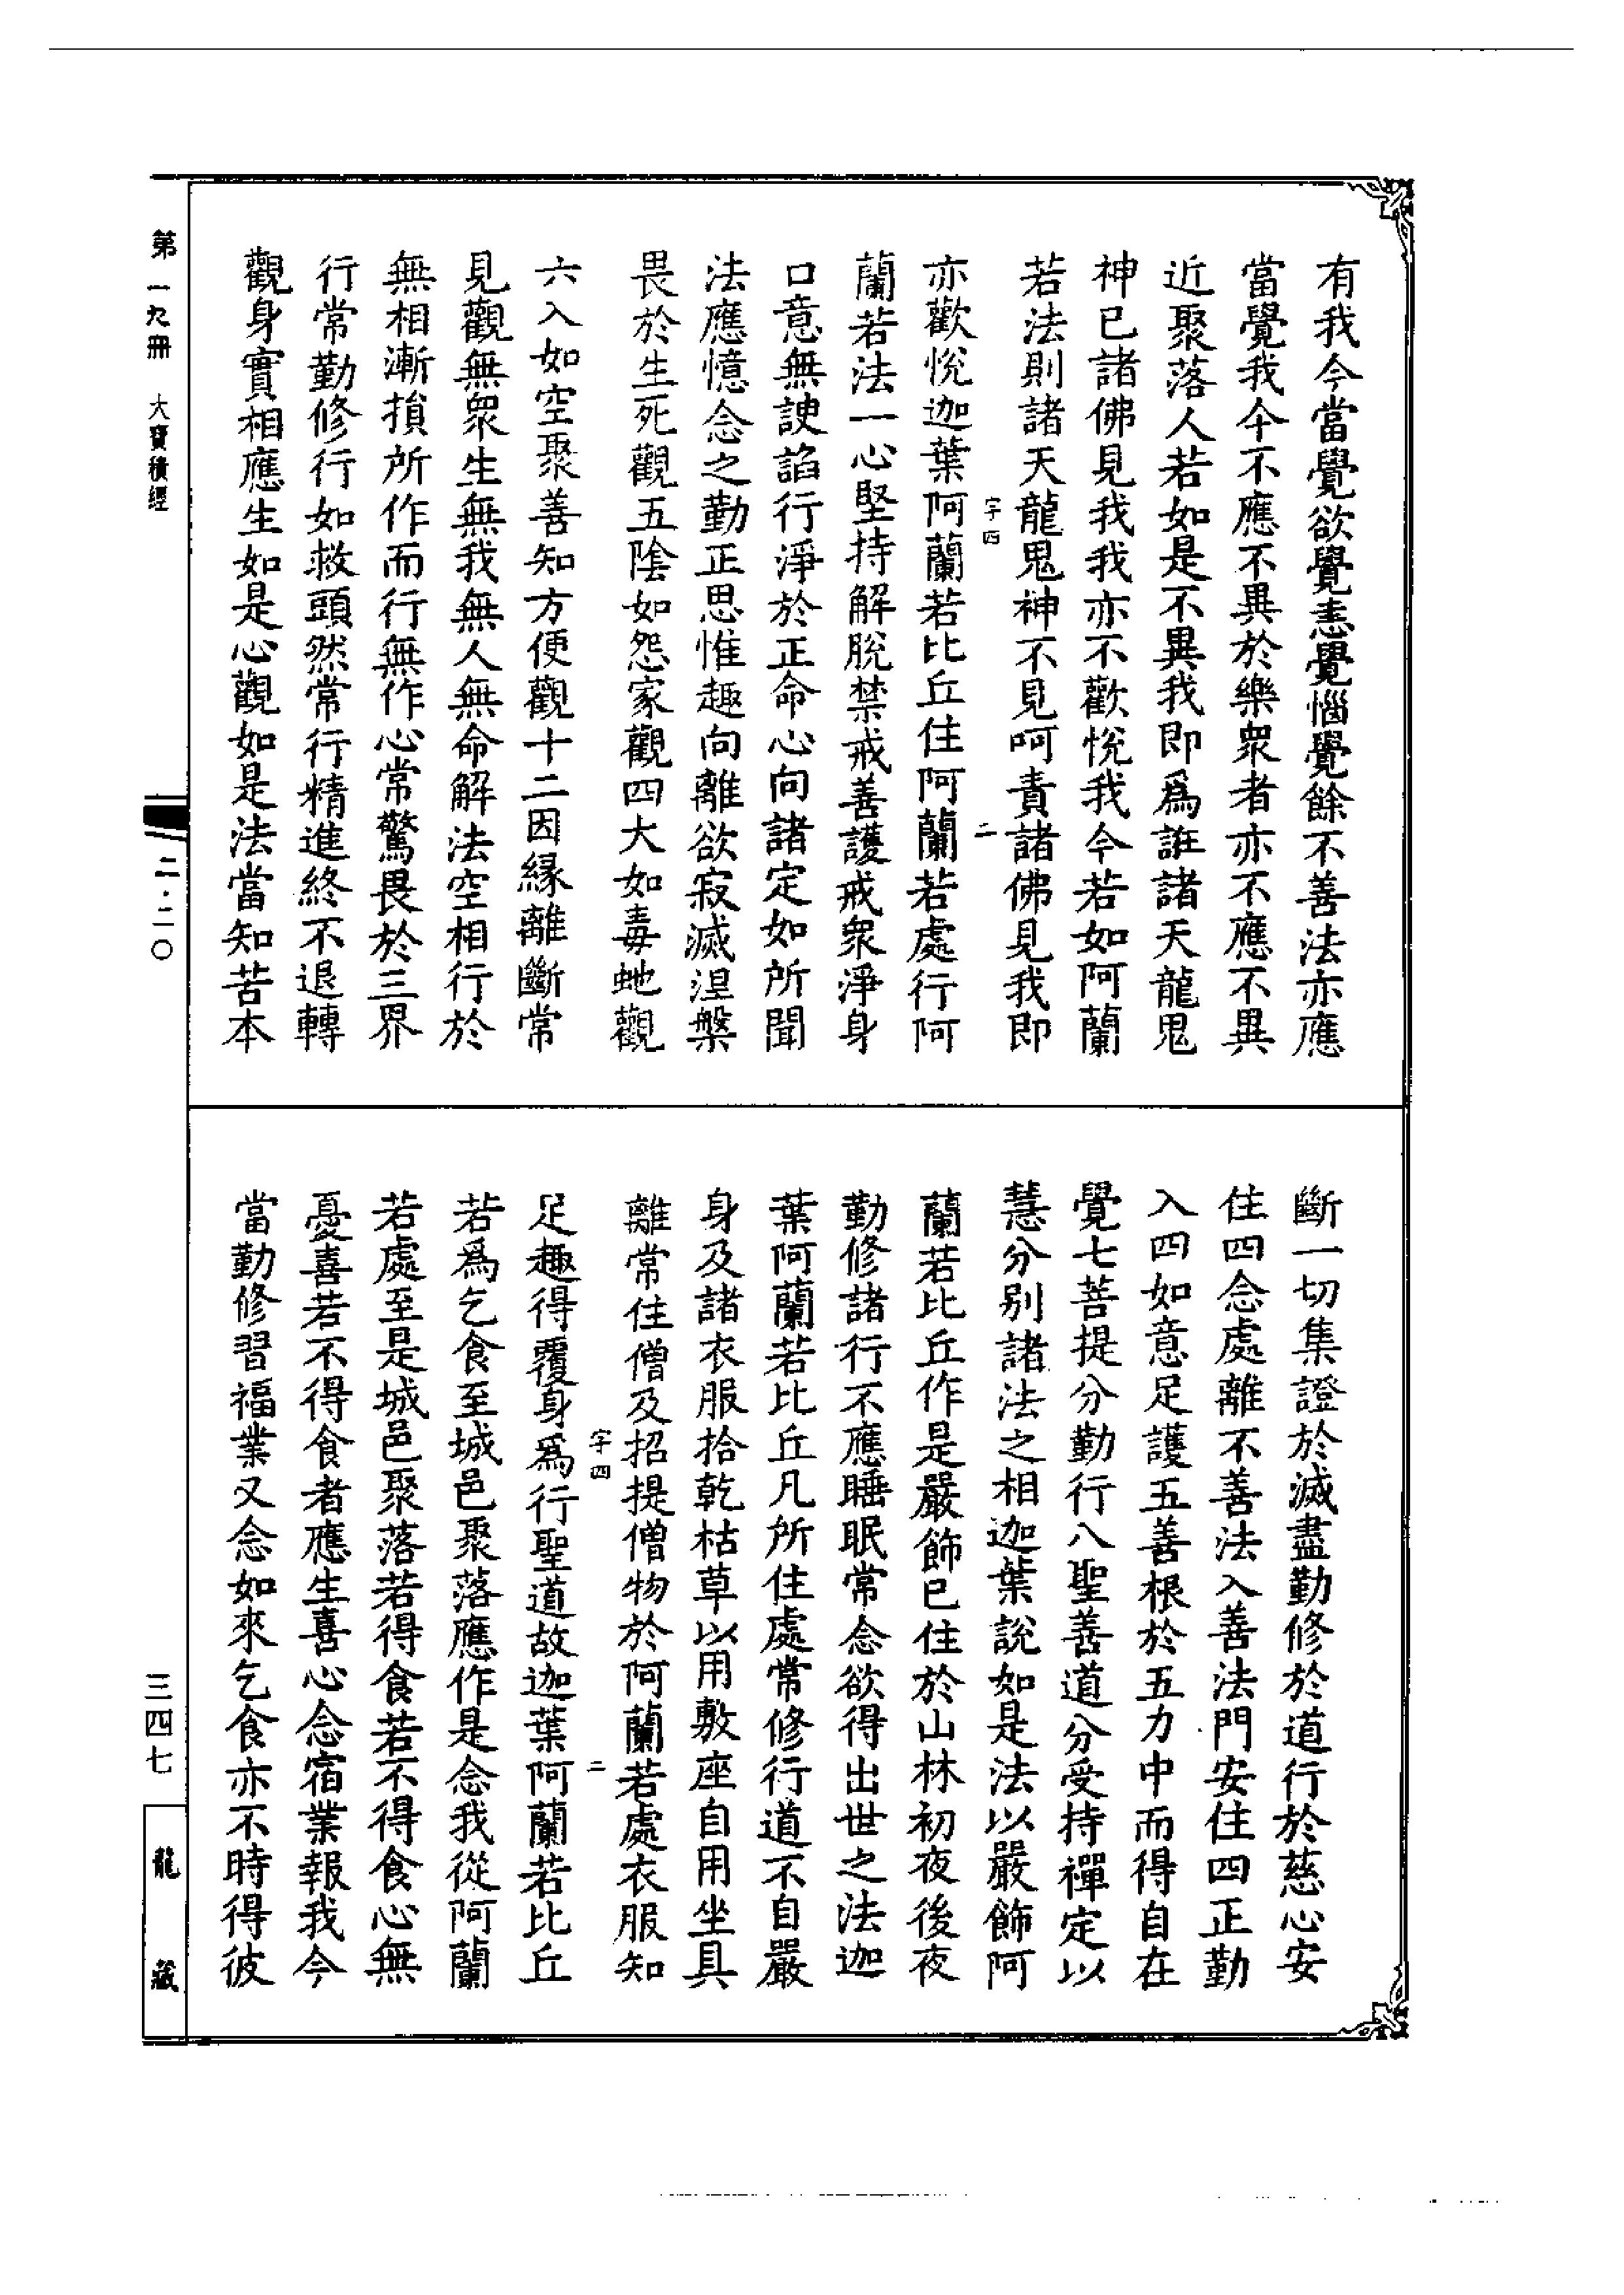 有我今當覺欲覺恚覺惱覺餘不善法亦應
當覺我今不應不異於樂衆者亦不應不異
近聚落人若如是不異我即爲誑諸天龍鬼
神已諸佛見我我亦不歡悅我今若如阿蘭
若法則諸天龍鬼神不見呵責諸佛見我即
字四 二
亦歡悅迦葉阿蘭若比丘住阿蘭若處行阿
蘭若法一心堅持解脫禁戒善護戒衆淨身
口意無諛諂行淨於正命心向諸定如所聞
法應憶念之勤正思惟趣向離欲寂滅涅槃
畏於生死觀五陰如怨家觀四大如毒虵觀
六入如空聚善知方便觀十二因緣離斷常
見觀無衆生無我無人無命解法空相行於
無相漸損所作而行無作心常驚畏於三界
行常勤修行如救頭然常行精進終不退轉
觀身實相應生如是心觀如是法當知苦本
斷一切集證於滅盡勤修於道行於慈心安
住四念處離不善法入善法門安住四正勤
入四如意足護五善根於五力中而得自在
覺七菩提分勤行八聖善道分受持禪定以
慧分别諸法之相迦葉說如是法以嚴飾阿
蘭若比丘作是嚴飾已住於山林初夜後夜
勤修諸行不應睡眠常念欲得出世之法迦
葉阿蘭若比丘凡所住處常修行道不自嚴
身及諸衣服拾乾枯草以用敷座自用坐具
離常住僧及招提僧物於阿蘭若處衣服知
字四 二
足趣得覆身爲行聖道故迦葉阿蘭若比丘
若爲乞食至城邑聚落應作是念我從阿蘭
若處至是城邑聚落若得食若不得食心無
憂喜若不得食者應生喜心念宿業報我今
當勤修習福業又念如來乞食亦不時得彼
第一九冊 大寶積經
二·二〇
三四七
龍藏